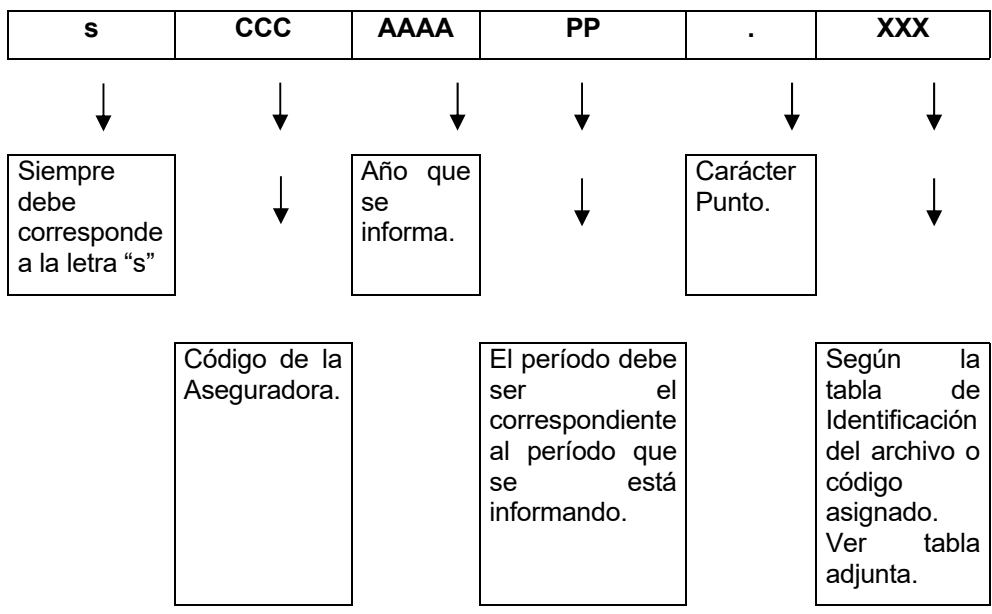 s CCC AAAA PP . XXX
Siempre
debe
corresponde
a la letra “s”
Año que
se
informa.
Carácter
Punto.
Código de la
Aseguradora.
El período debe
ser el
correspondiente
al período que
se está
informando.
Según la
tabla de
Identificación
del archivo o
código
asignado.
Ver tabla
adjunta.